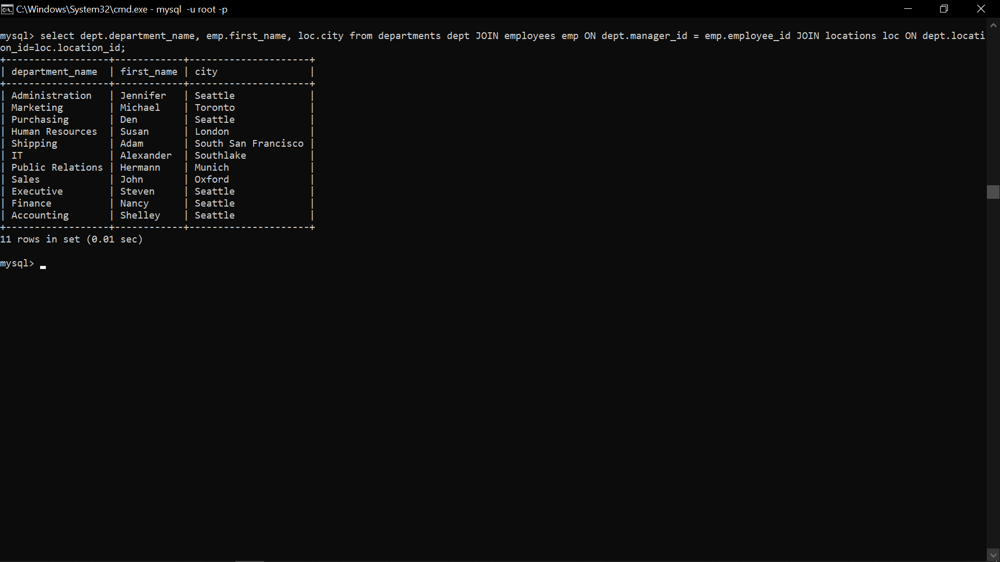 C:\Windows\System32\cmd.exe - mysql  -u root -p
mysql> select dept.department_name, emp.first_name, loc.city from departments dept JOIN employees emp ON dept.manager_id = emp.employee_id JOIN locations loc ON dept.locati
on_id=loc.location_id;
+------------------+------------+---------------------+
| department_name  | first_name | city                |
+------------------+------------+---------------------+
| Administration   | Jennifer   | Seattle             |
| Marketing        | Michael    | Toronto             |
| Purchasing       | Den        | Seattle             |
| Human Resources  | Susan      | London              |
| Shipping         | Adam       | South San Francisco |
| IT               | Alexander  | Southlake           |
| Public Relations | Hermann    | Munich              |
| Sales            | John       | Oxford              |
| Executive        | Steven     | Seattle             |
| Finance          | Nancy      | Seattle             |
| Accounting       | Shelley    | Seattle             |
+------------------+------------+---------------------+
11 rows in set (0.01 sec)
mysql>